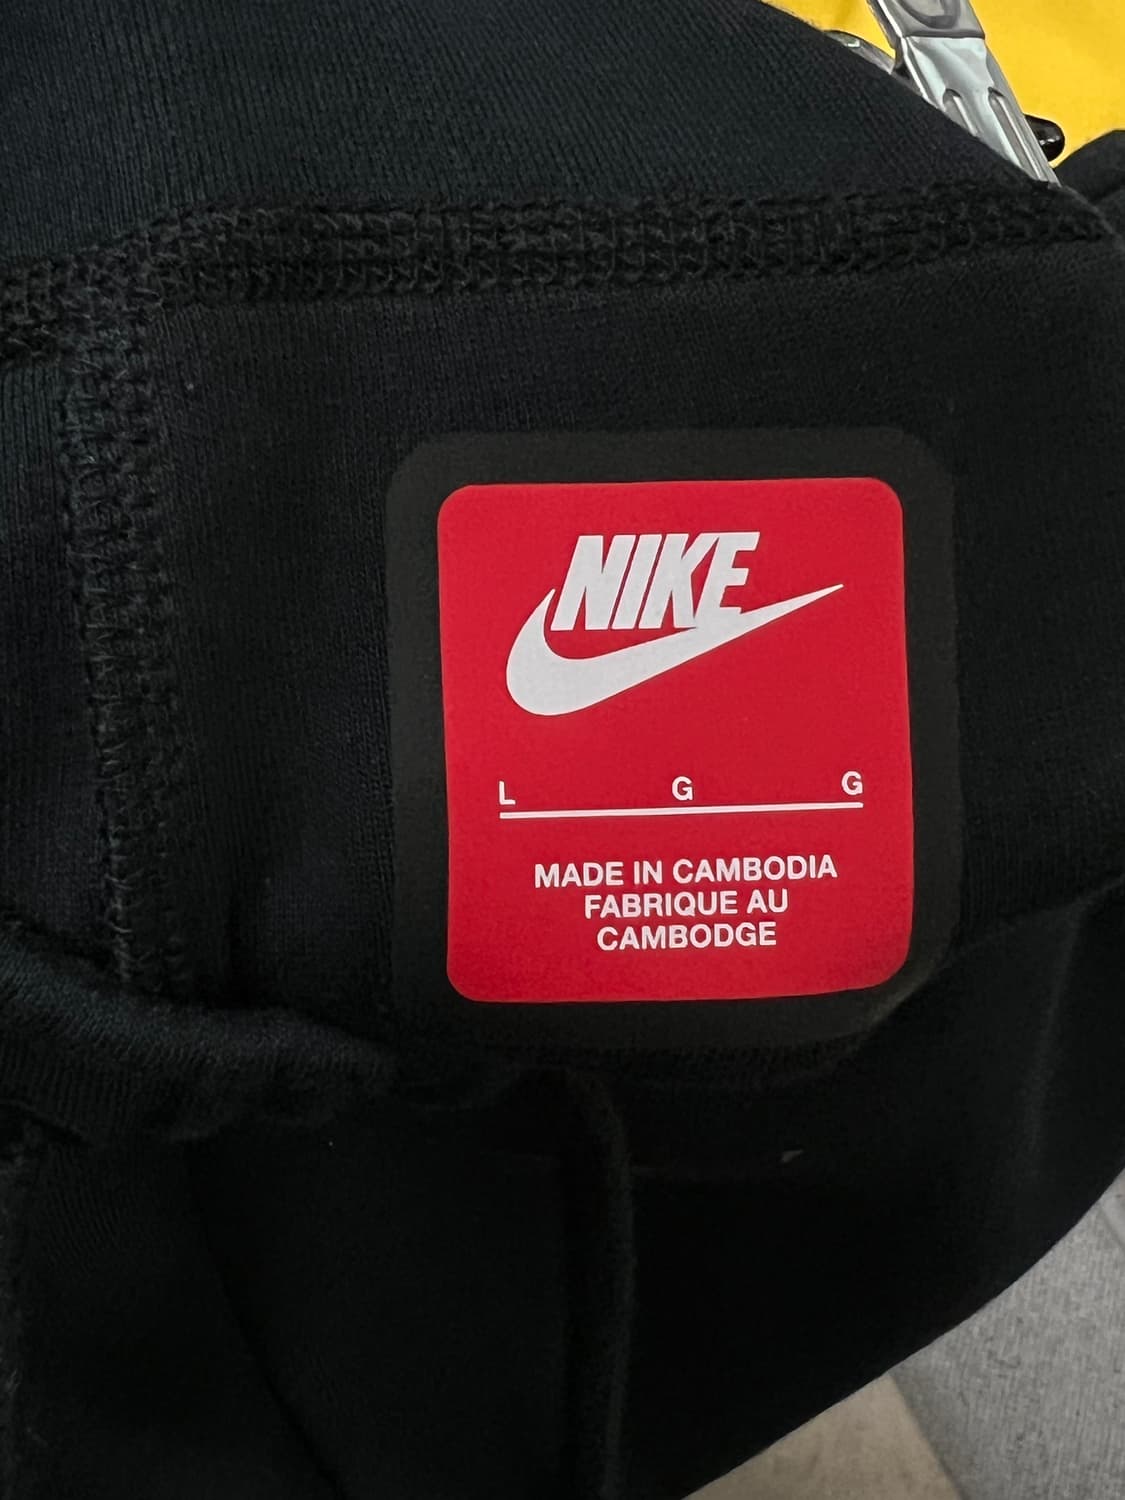 NIKE
L G G
MADE IN CAMBODIA
FABRIQUE AU
CAMBODGE